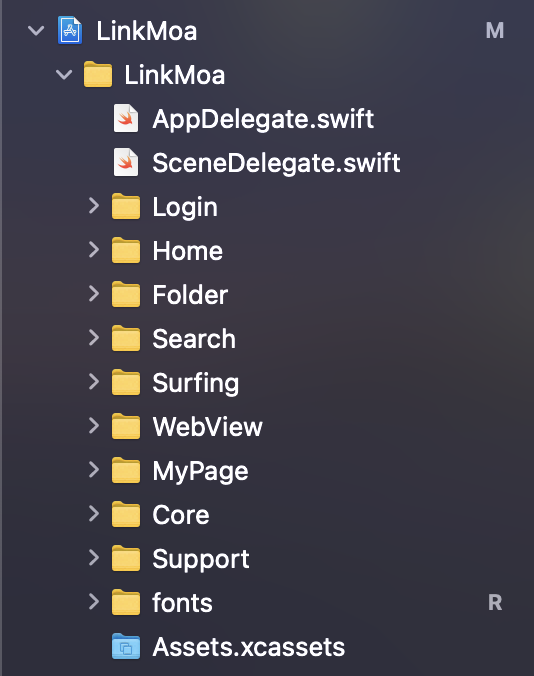 LinkMoa M
LinkMoa
AppDelegate.swift
SceneDelegate.swift
Login
Home
Folder
Search
Surfing
WebView
MyPage
Core
Support
fonts R
Assets.xcassets